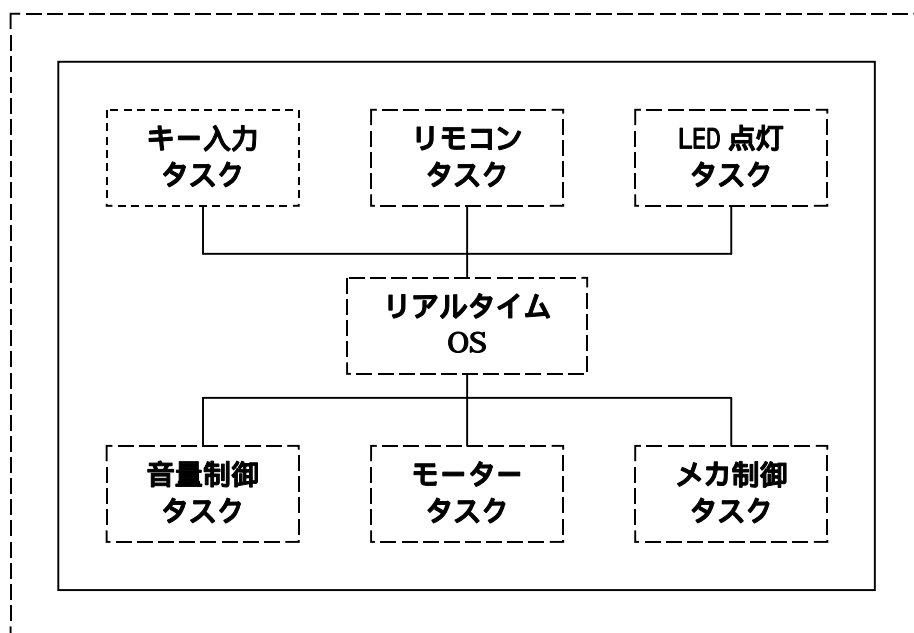 キー入力
タスク
リモコン
タスク
LED 点灯
タスク
リアルタイム
OS
音量制御
タスク
モーター
タスク
メカ制御
タスク